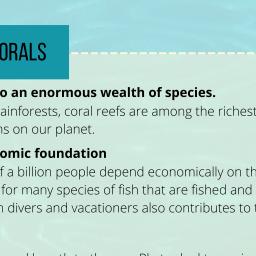 ORALS
o an enormous wealth of species.
ainforests, coral reefs are among the richest
ns on our planet.
omic foundation
f a billion people depend economically on th
for many species of fish that are fished and
n divers and vacationers also contributes to t